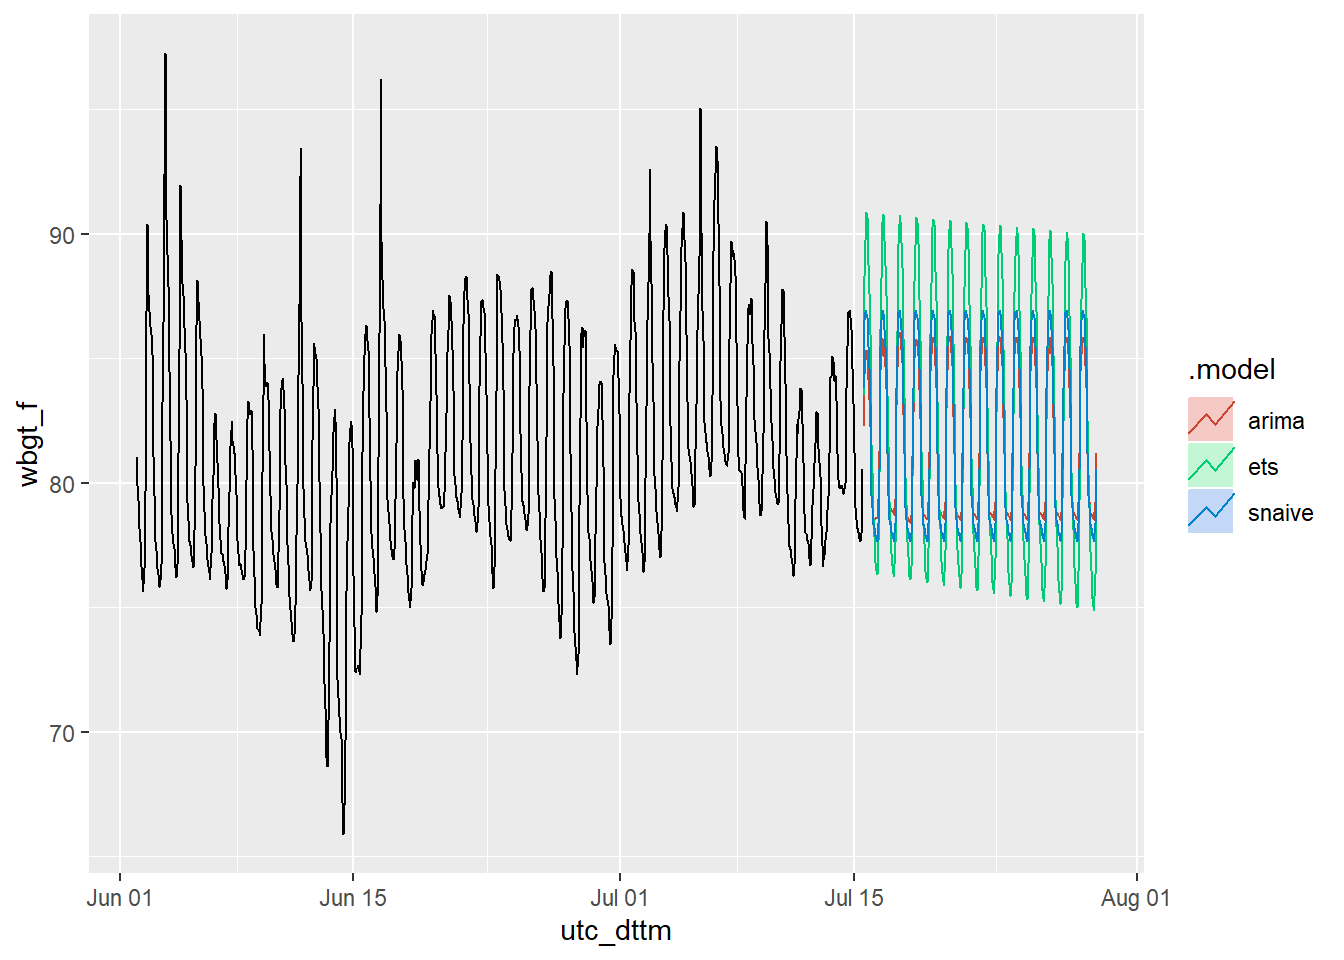 90
80
70
wbgt_f
Jun 01
Jun 15
Jul 01
Jul 15
Aug 01
utc_dttm
.model
arima
ets
snaive